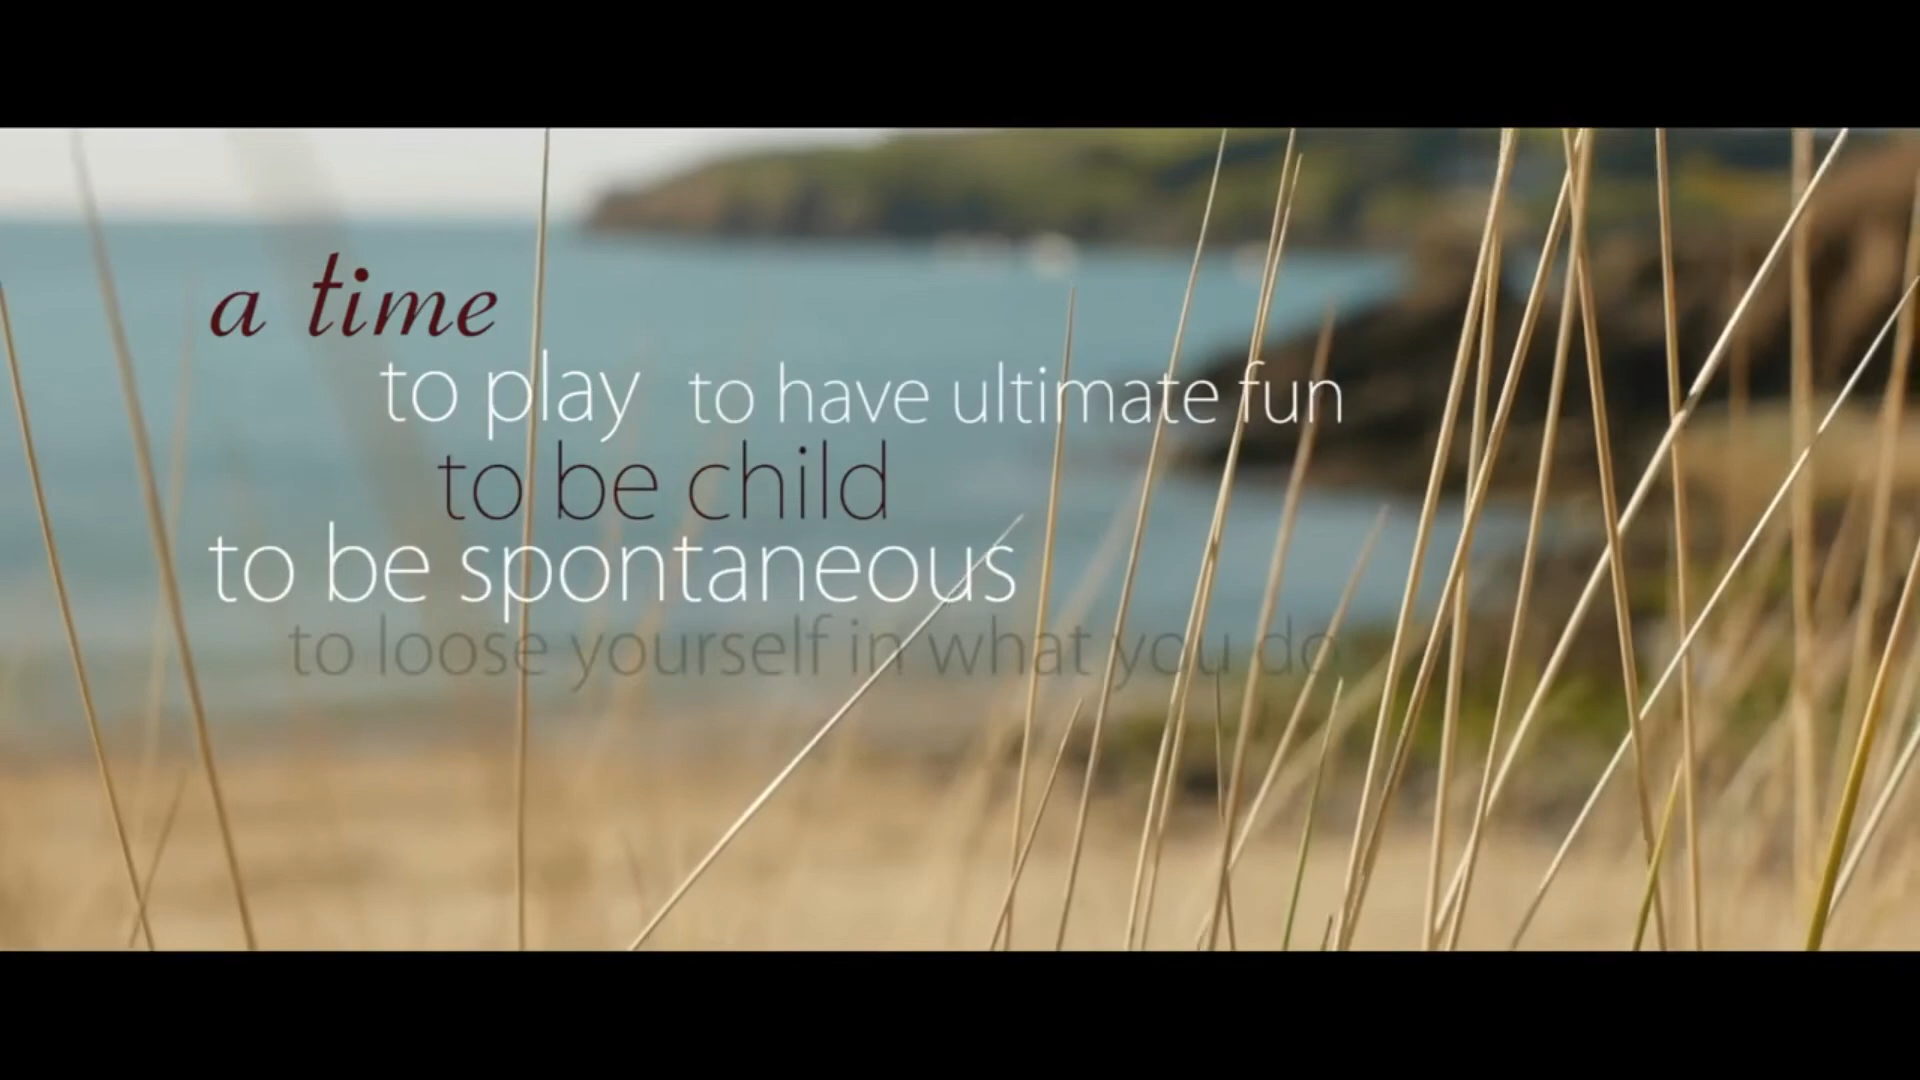 a time
to play to have ultimate fun
to be child
to be spontaneous
to loose yourself in what you do